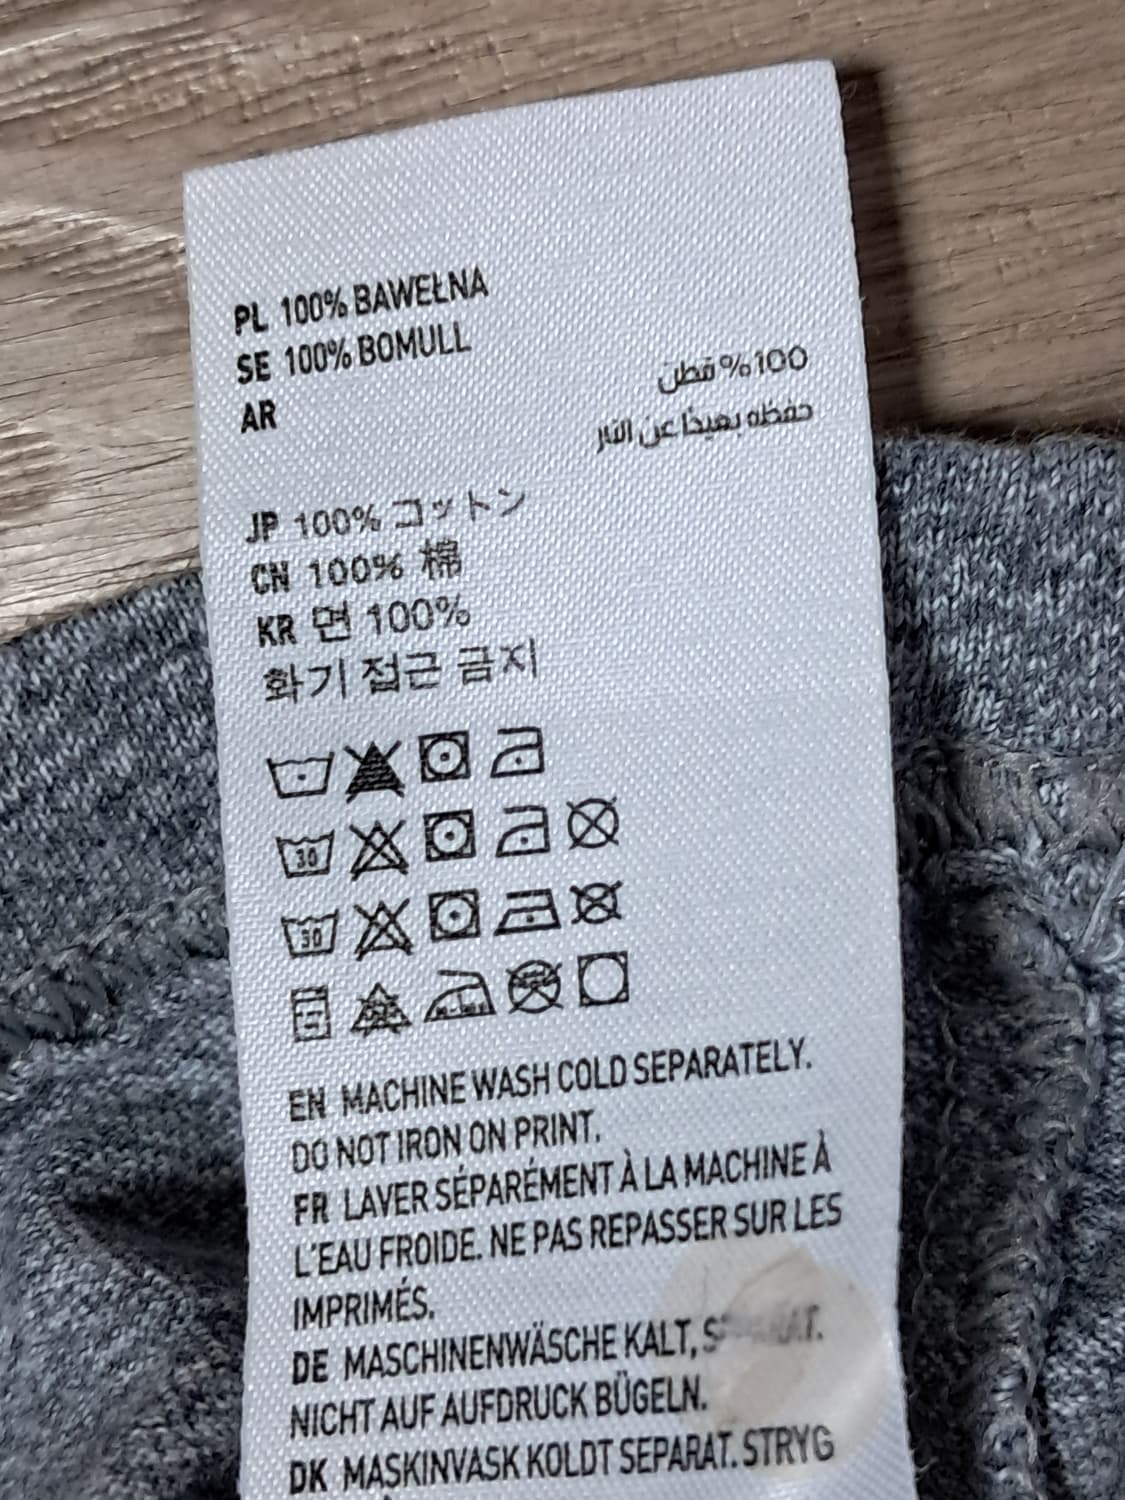 PL 100% BAWEŁNA
SE 100% BOMULL
AR
100% قطن
حفظه بعيدًا عن النار
JP 100% コットン
CN 100% 棉
KR 면 100%
화기 접근 금지
30
30
EN MACHINE WASH COLD SEPARATELY.
DO NOT IRON ON PRINT.
FR LAVER SÉPARÉMENT À LA MACHINE À
L'EAU FROIDE. NE PAS REPASSER SUR LES
IMPRIMÉS.
DE MASCHINENWÄSCHE KALT,
NICHT AUF AUFDRUCK BÜGELN.
DK MASKINVASK KOLDT SEPARAT. STRYG